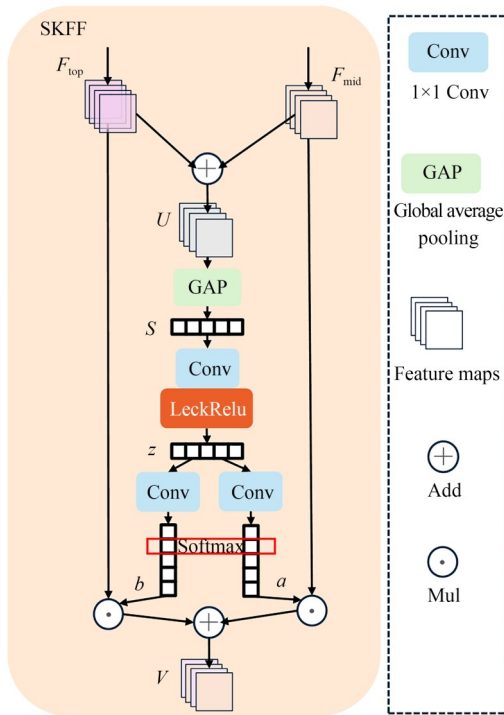 SKFF
F_top
F_mid
U
GAP
S
Conv
LeckRelu
z
Conv Conv
Softmax
b a
V
Conv
1×1 Conv
GAP
Global average
pooling
Feature maps
Add
Mul